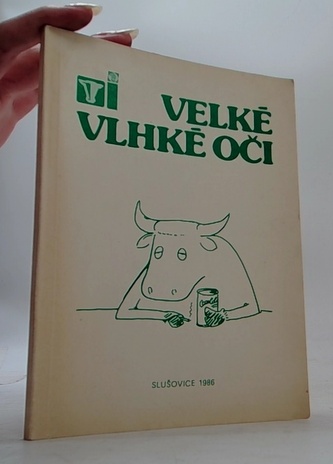 VELKÉ
VLHKÉ OČI
SLUŠOVICE 1986